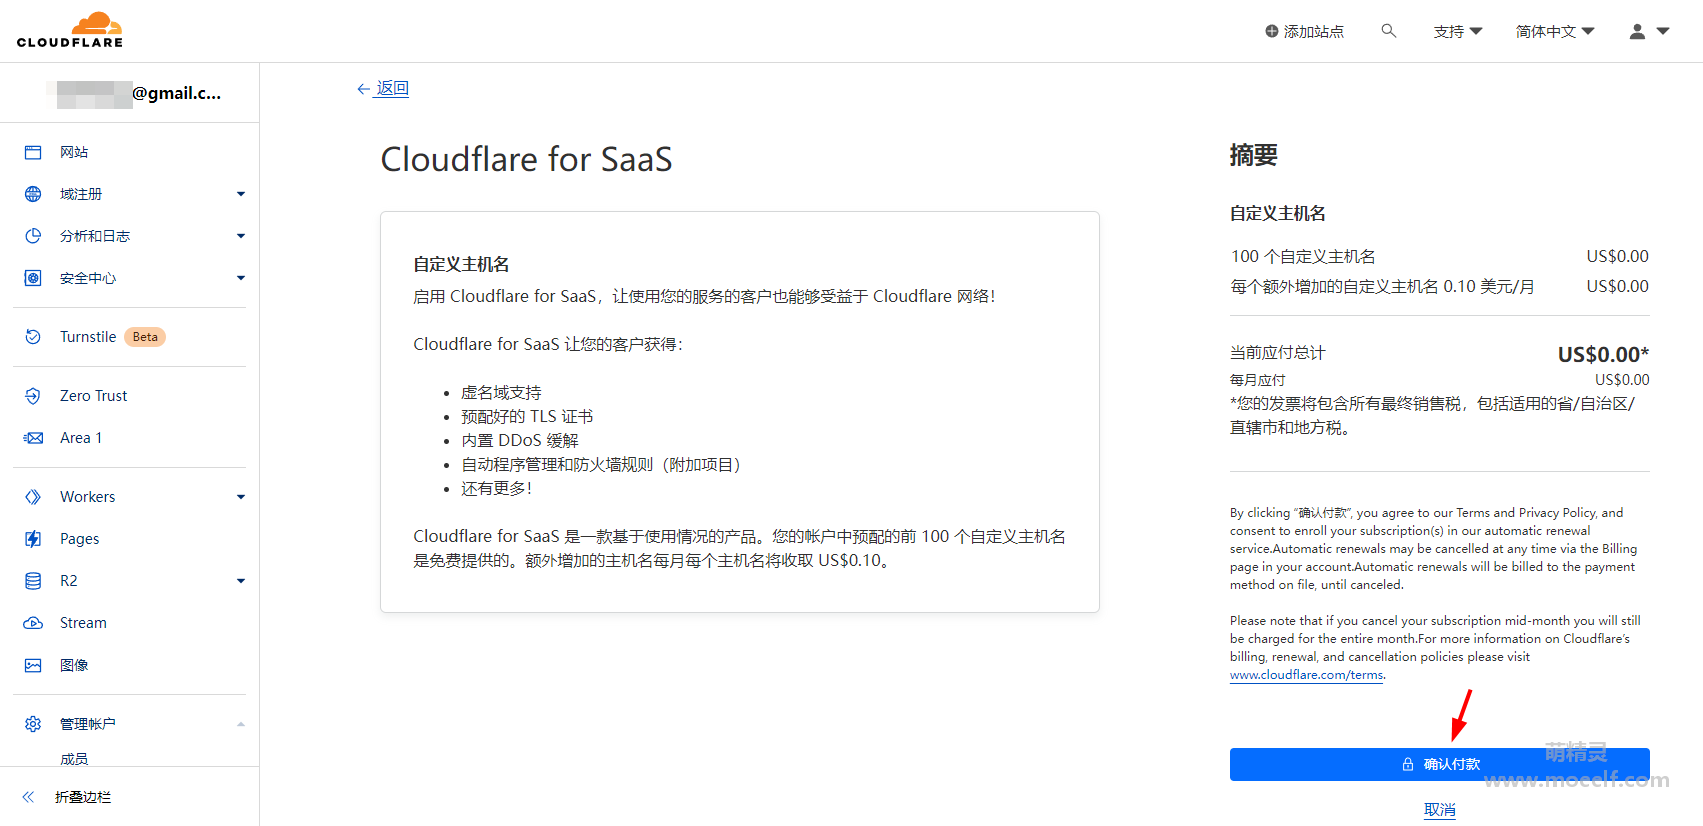 CLOUDFLARE
添加站点
支持
简体中文
@gmail.c...
网站
域注册
分析和日志
安全中心
Turnstile Beta
Zero Trust
Area 1
Workers
Pages
R2
Stream
图像
管理帐户
成员
折叠边栏
返回
Cloudflare for SaaS
自定义主机名
启用 Cloudflare for SaaS，让使用您的服务的客户也能够受益于 Cloudflare 网络！
Cloudflare for SaaS 让您的客户获得：
虚名域支持
预配好的 TLS 证书
内置 DDoS 缓解
自动程序管理和防火墙规则（附加项目）
还有更多！
Cloudflare for SaaS 是一款基于使用情况的产品。您的帐户中预配的前 100 个自定义主机名
是免费提供的。额外增加的主机名每月每个主机名将收取 US$0.10。
摘要
自定义主机名
100 个自定义主机名 US$0.00
每个额外增加的自定义主机名 0.10 美元/月 US$0.00
当前应付总计 US$0.00*
每月应付 US$0.00
*您的发票将包含所有最终销售税，包括适用的省/自治区/
直辖市和地方税。
By clicking “确认付款”, you agree to our Terms and Privacy Policy, and
consent to enroll your subscription(s) in our automatic renewal
service.Automatic renewals may be cancelled at any time via the Billing
page in your account.Automatic renewals will be billed to the payment
method on file, until canceled.
Please note that if you cancel your subscription mid-month you will still
be charged for the entire month.For more information on Cloudflare’s
billing, renewal, and cancellation policies please visit
www.cloudflare.com/terms.
确认付款
萌精灵
www.moeelf.com
取消